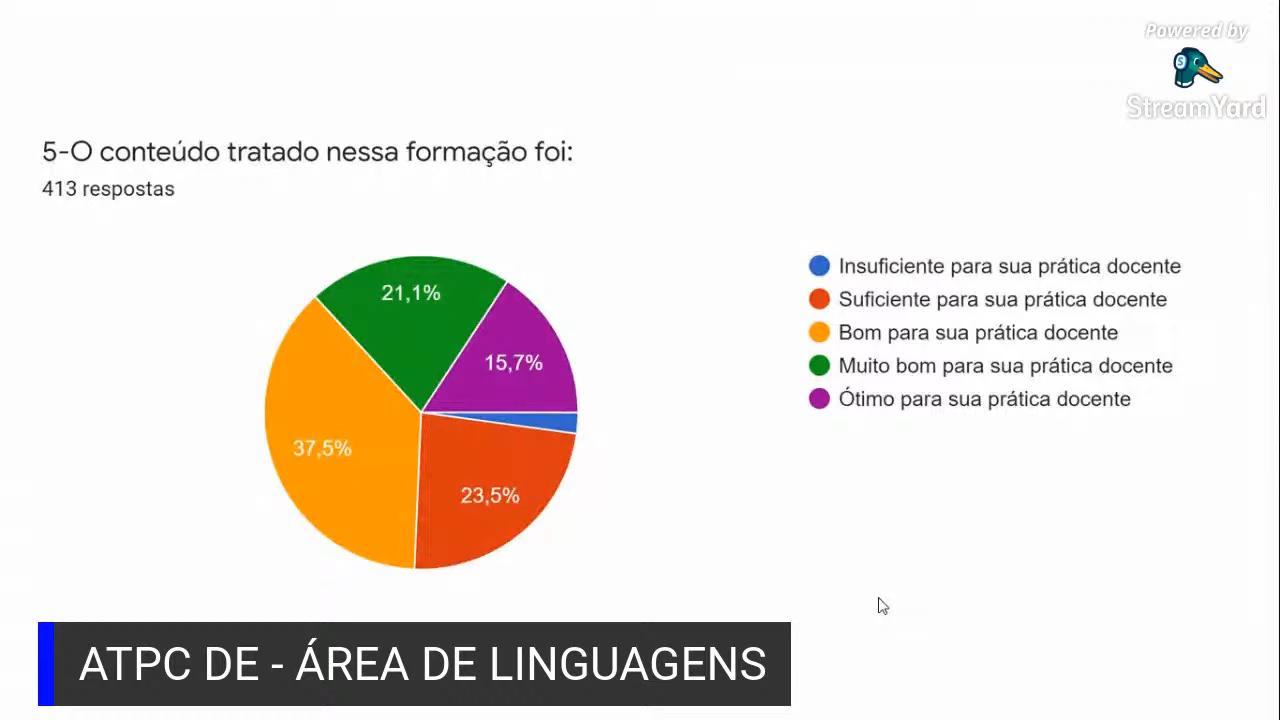 Powered by
StreamYard
5-O conteúdo tratado nessa formação foi:
413 respostas
21,1%
15,7%
37,5%
23,5%
Insuficiente para sua prática docente
Suficiente para sua prática docente
Bom para sua prática docente
Muito bom para sua prática docente
Ótimo para sua prática docente
ATPC DE - ÁREA DE LINGUAGENS